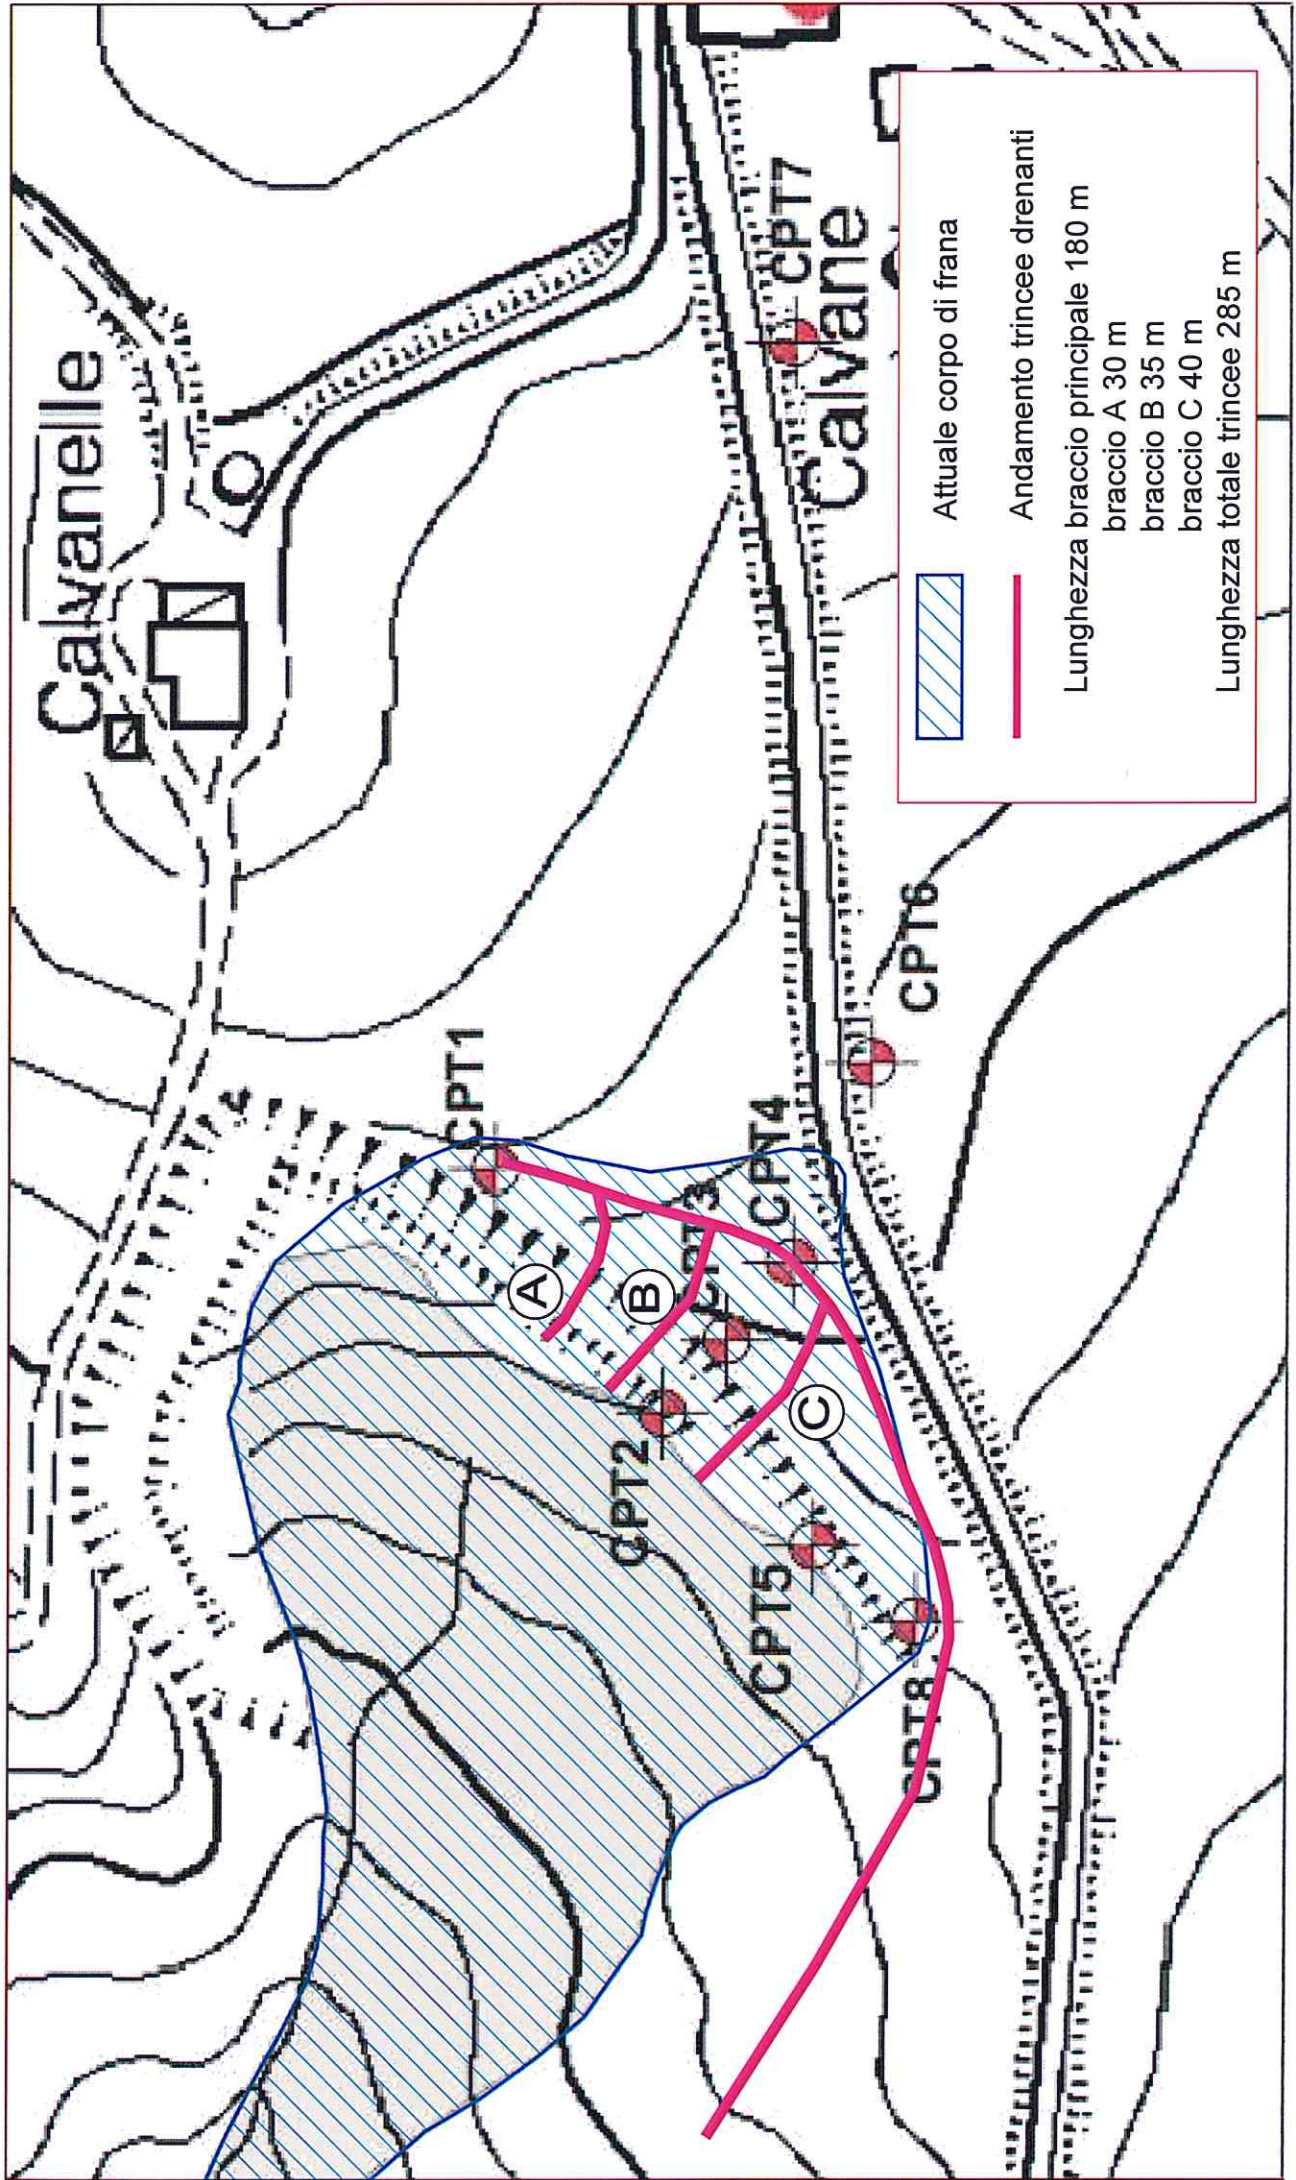 Calvanelle
CPT1
CPT7
Calvane
CPT4
CPT3
CPT6
A
B
C
CPT2
CPT5
CPT8
Attuale corpo di frana
Andamento trincee drenanti
Lunghezza braccio principale 180 m
braccio A 30 m
braccio B 35 m
braccio C 40 m
Lunghezza totale trincee 285 m